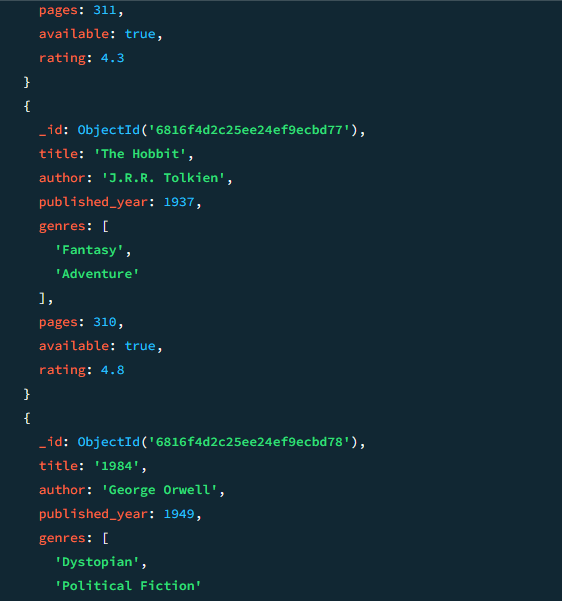 pages: 311,
available: true,
rating: 4.3
}
{
_id: ObjectId('6816f4d2c25ee24ef9ecbd77'),
title: 'The Hobbit',
author: 'J.R.R. Tolkien',
published_year: 1937,
genres: [
'Fantasy',
'Adventure'
],
pages: 310,
available: true,
rating: 4.8
}
{
_id: ObjectId('6816f4d2c25ee24ef9ecbd78'),
title: '1984',
author: 'George Orwell',
published_year: 1949,
genres: [
'Dystopian',
'Political Fiction'